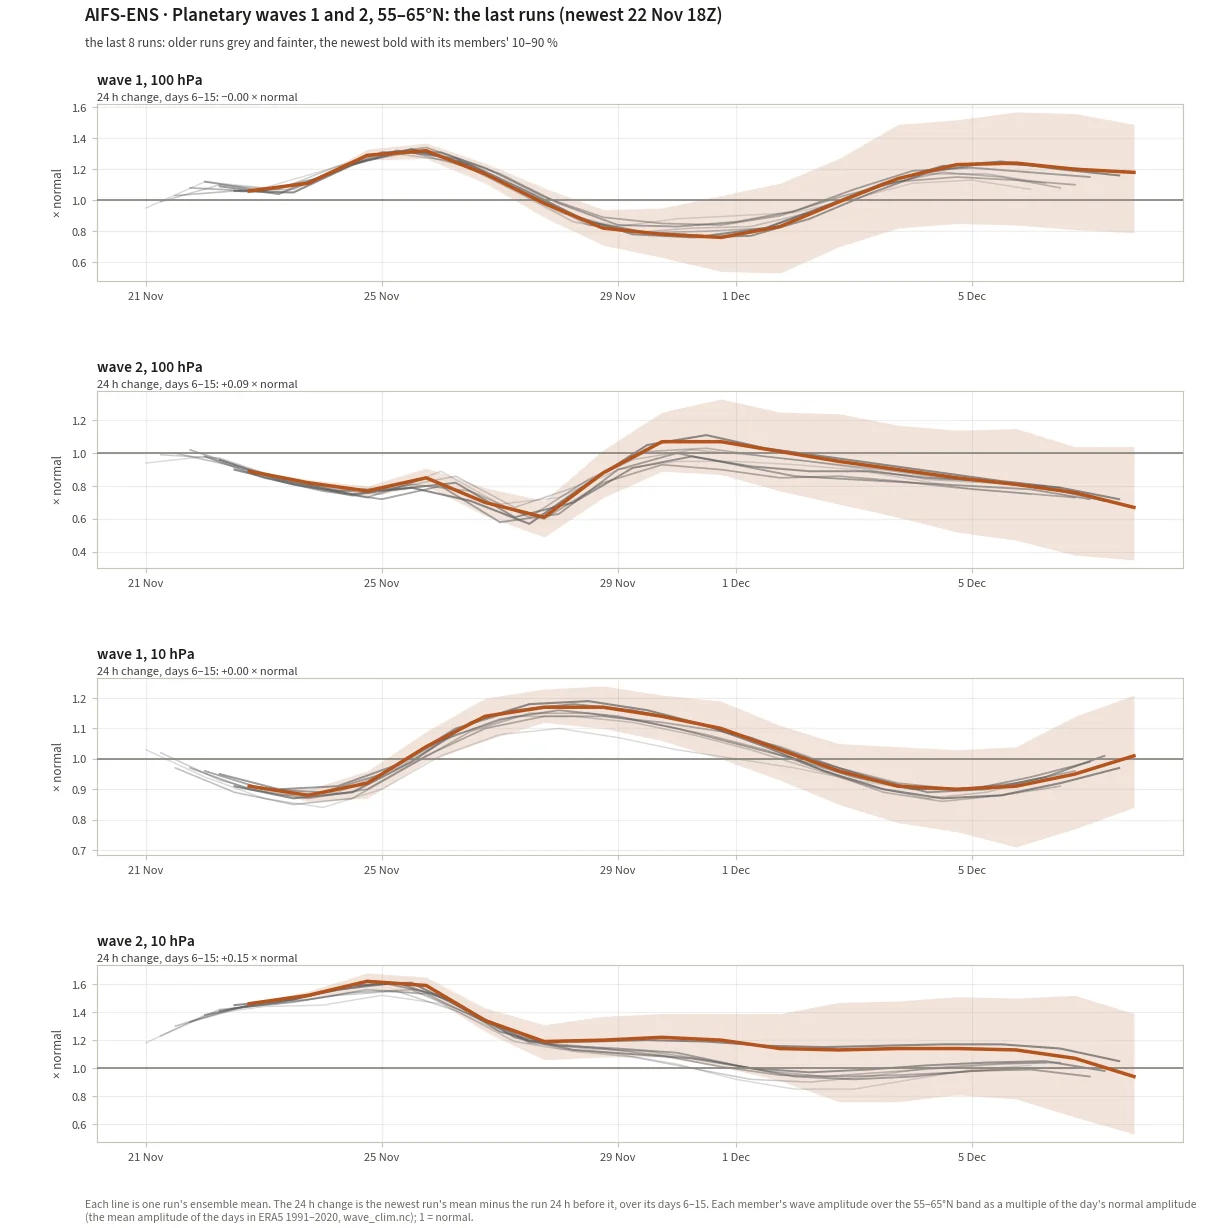 AIFS-ENS · Planetary waves 1 and 2, 55–65°N: the last runs (newest 22 Nov 18Z)
the last 8 runs: older runs grey and fainter, the newest bold with its members' 10–90 %
wave 1, 100 hPa
24 h change, days 6–15: −0.00 × normal
× normal
1.6
1.4
1.2
1.0
0.8
0.6
21 Nov
25 Nov
29 Nov
1 Dec
5 Dec
wave 2, 100 hPa
24 h change, days 6–15: +0.09 × normal
× normal
1.2
1.0
0.8
0.6
0.4
21 Nov
25 Nov
29 Nov
1 Dec
5 Dec
wave 1, 10 hPa
24 h change, days 6–15: +0.00 × normal
× normal
1.2
1.1
1.0
0.9
0.8
0.7
21 Nov
25 Nov
29 Nov
1 Dec
5 Dec
wave 2, 10 hPa
24 h change, days 6–15: +0.15 × normal
× normal
1.6
1.4
1.2
1.0
0.8
0.6
21 Nov
25 Nov
29 Nov
1 Dec
5 Dec
Each line is one run's ensemble mean. The 24 h change is the newest run's mean minus the run 24 h before it, over its days 6–15. Each member's wave amplitude over the 55–65°N band as a multiple of the day's normal amplitude
(the mean amplitude of the days in ERA5 1991–2020, wave_clim.nc); 1 = normal.